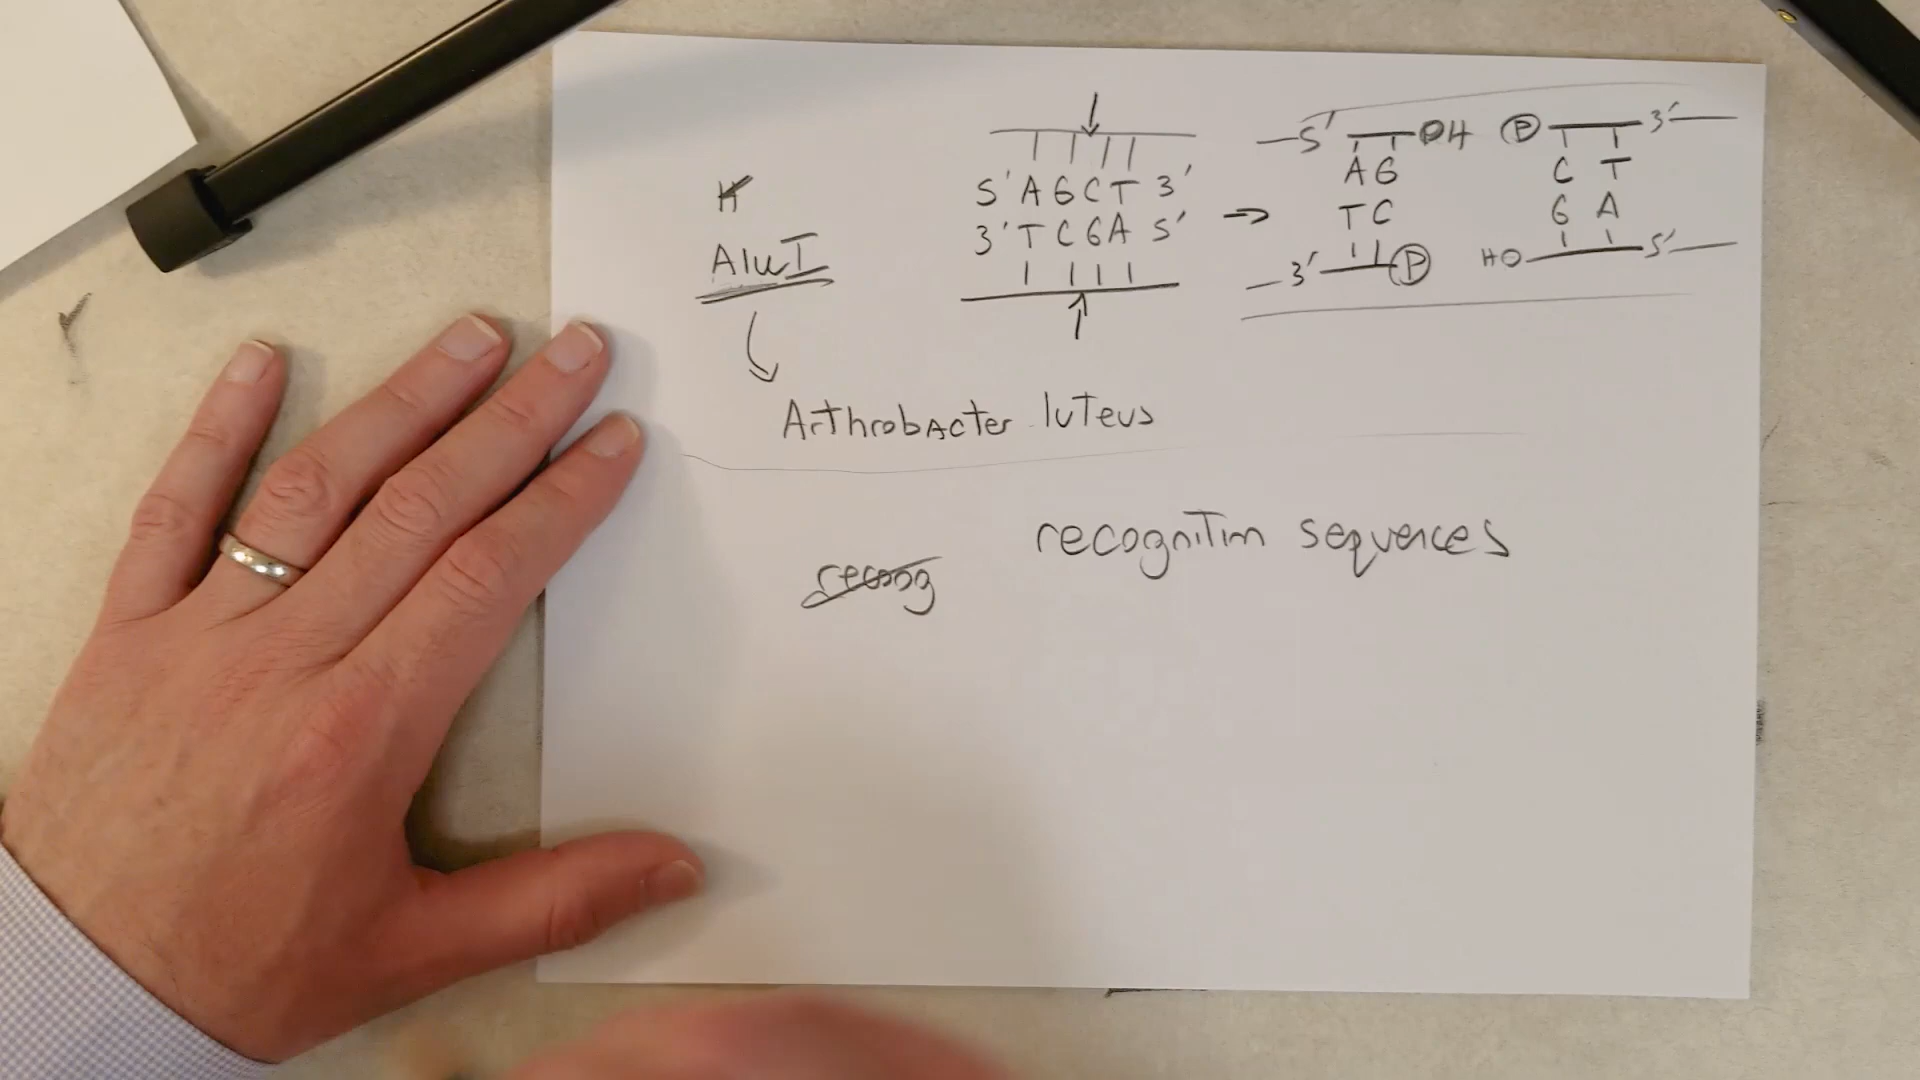 5' A G C T 3' → 5' OH P 3'
A G C T
3' T C G A 5' T C G A
3' P HO 5'
AluI
Arthrobacter luteus
recognition sequences
recog